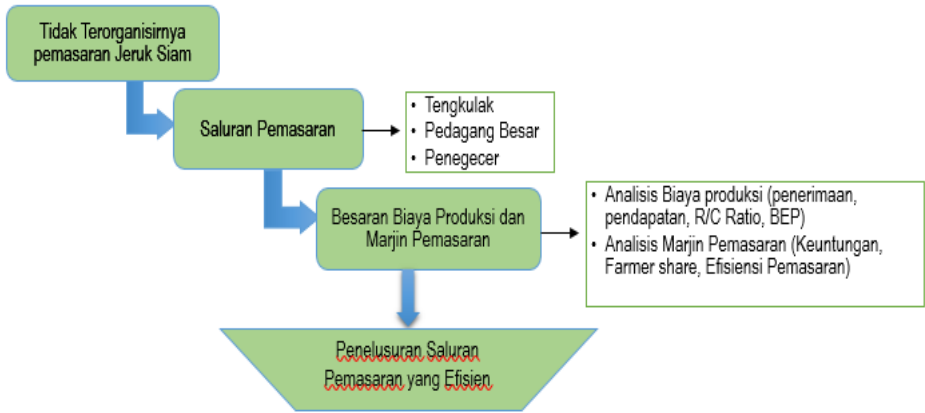 Tidak Terorganisirnya
pemasaran Jeruk Siam
Saluran Pemasaran
• Tengkulak
• Pedagang Besar
• Penegecer
Besaran Biaya Produksi dan
Marjin Pemasaran
• Analisis Biaya produksi (penerimaan,
pendapatan, R/C Ratio, BEP)
• Analisis Marjin Pemasaran (Keuntungan,
Farmer share, Efisiensi Pemasaran)
Penelusuran Saluran
Pemasaran yang Efisien